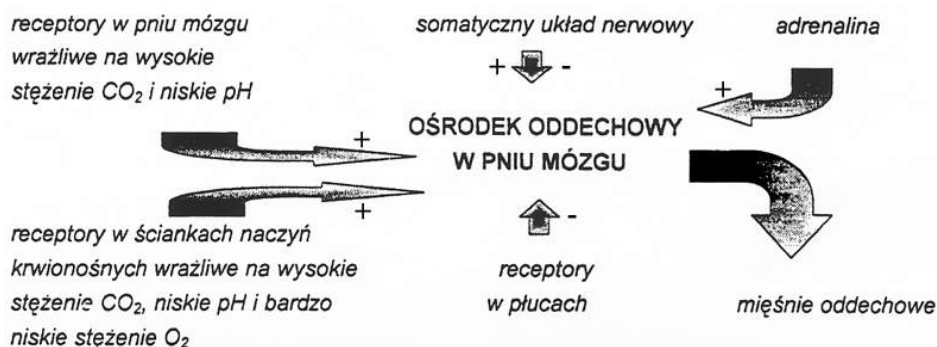 receptory w pniu mózgu
wrażliwe na wysokie
stężenie CO₂ i niskie pH
somatyczny układ nerwowy
+ -
adrenalina
+
OŚRODEK ODDECHOWY
W PNIU MÓZGU
+
+
-
receptory w ściankach naczyń
krwionośnych wrażliwe na wysokie
stężenie CO₂, niskie pH i bardzo
niskie stężenie O₂
receptory
w płucach
mięśnie oddechowe